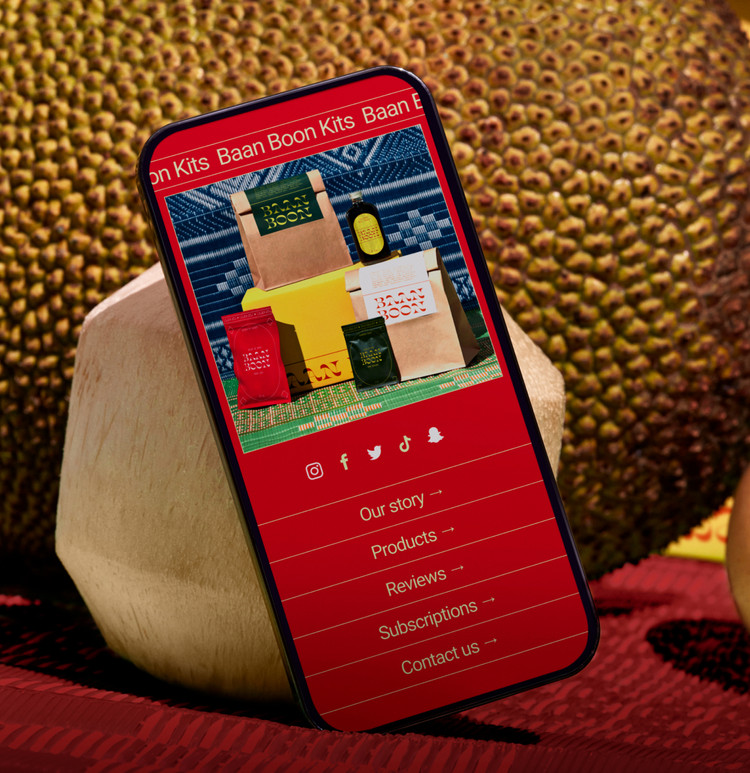 on Kits Baan Boon Kits Baan B
BAAN
BOON
BAAN
BOON
BAAN
BOON
BAAN
BOON
AAN
Our story →
Products →
Reviews →
Subscriptions →
Contact us →